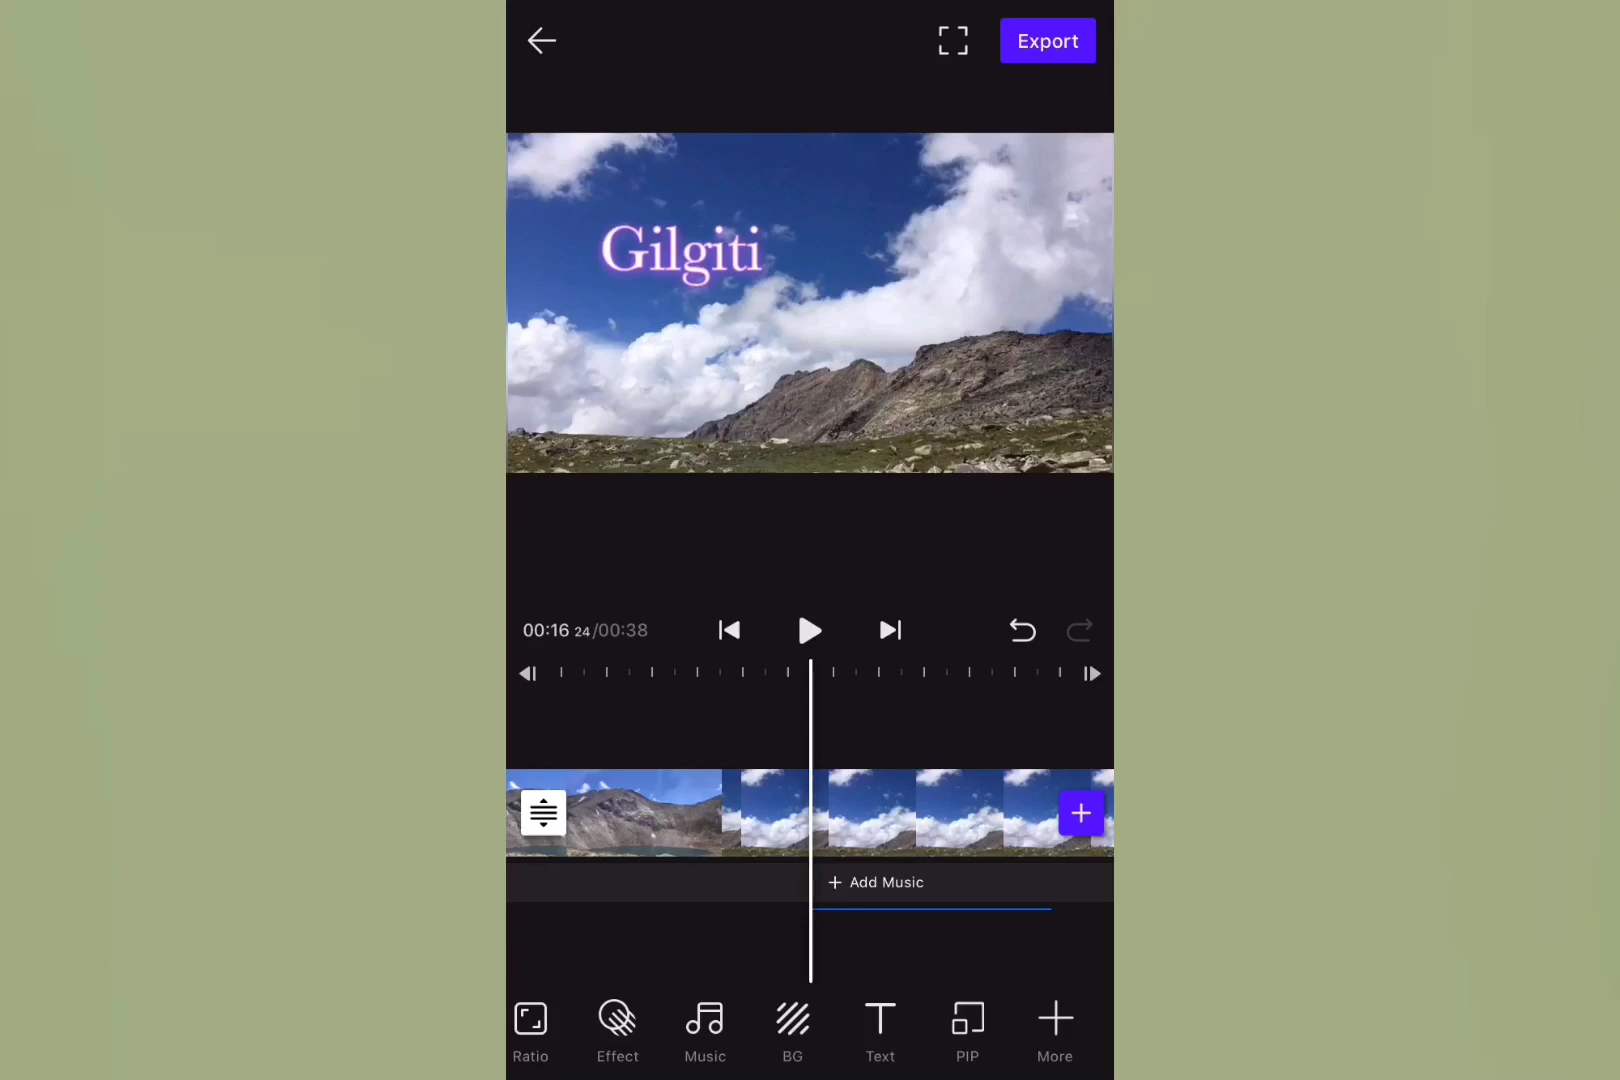 Export
Gilgiti
00:16 24/00:38
Add Music
Ratio Effect Music BG Text PIP More